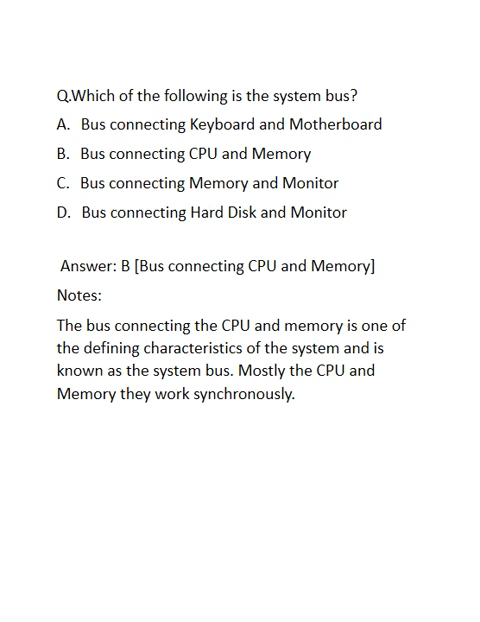 Q.Which of the following is the system bus?
A. Bus connecting Keyboard and Motherboard
B. Bus connecting CPU and Memory
C. Bus connecting Memory and Monitor
D. Bus connecting Hard Disk and Monitor
Answer: B [Bus connecting CPU and Memory]
Notes:
The bus connecting the CPU and memory is one of
the defining characteristics of the system and is
known as the system bus. Mostly the CPU and
Memory they work synchronously.